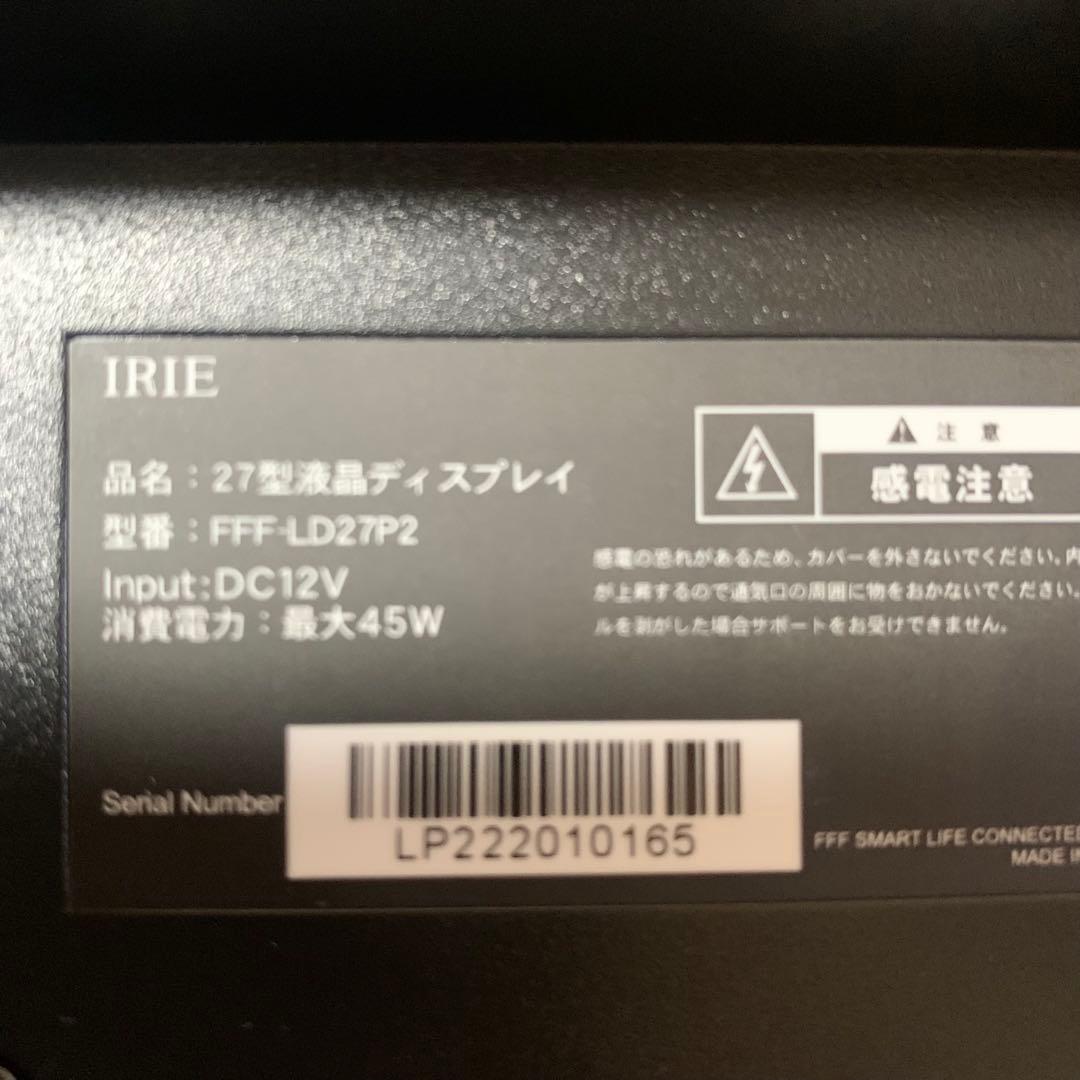 IRIE
品名：27型液晶ディスプレイ
型番：FFF-LD27P2
Input:DC12V
消費電力：最大45W
注 意
感電注意
感電の恐れがあるため、カバーを外さないでください。内
が上昇するので通気口の周囲に物をおかないでください。
ルを剥がした場合サポートをお受けできません。
Serial Number
LP222010165
FFF SMART LIFE CONNECTED
MADE IN